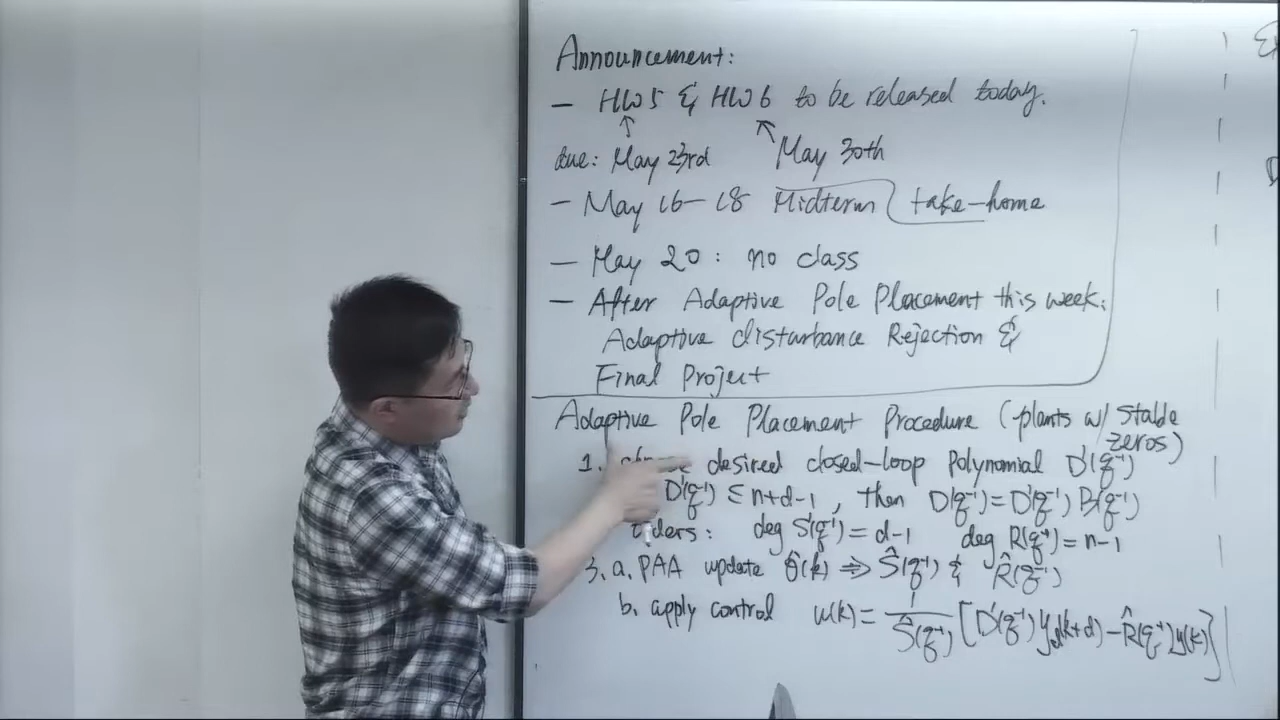 Announcement:
– HW5 & HW6 to be released today.
due: May 23rd May 30th
– May 16–18 Midterm take-home
– May 20: no class
– After Adaptive Pole Placement this week:
Adaptive disturbance Rejection &
Final Project
Adaptive Pole Placement Procedure (plants w/ stable
zeros)
1. desired closed-loop polynomial D'(q⁻¹)
D'(q⁻¹) ≤ n+d-1, then D(q⁻¹) = D'(q⁻¹) B(q⁻¹)
deg S'(q⁻¹) = d-1 deg R(q⁻¹) = n-1
3. a. PAA update θ̂(k) ⇒ Ŝ(q⁻¹) & R̂(q⁻¹)
b. apply control u(k) = 1/Ŝ(q⁻¹) [D'(q⁻¹) y_d(k+d) – R̂(q⁻¹) y(k)]